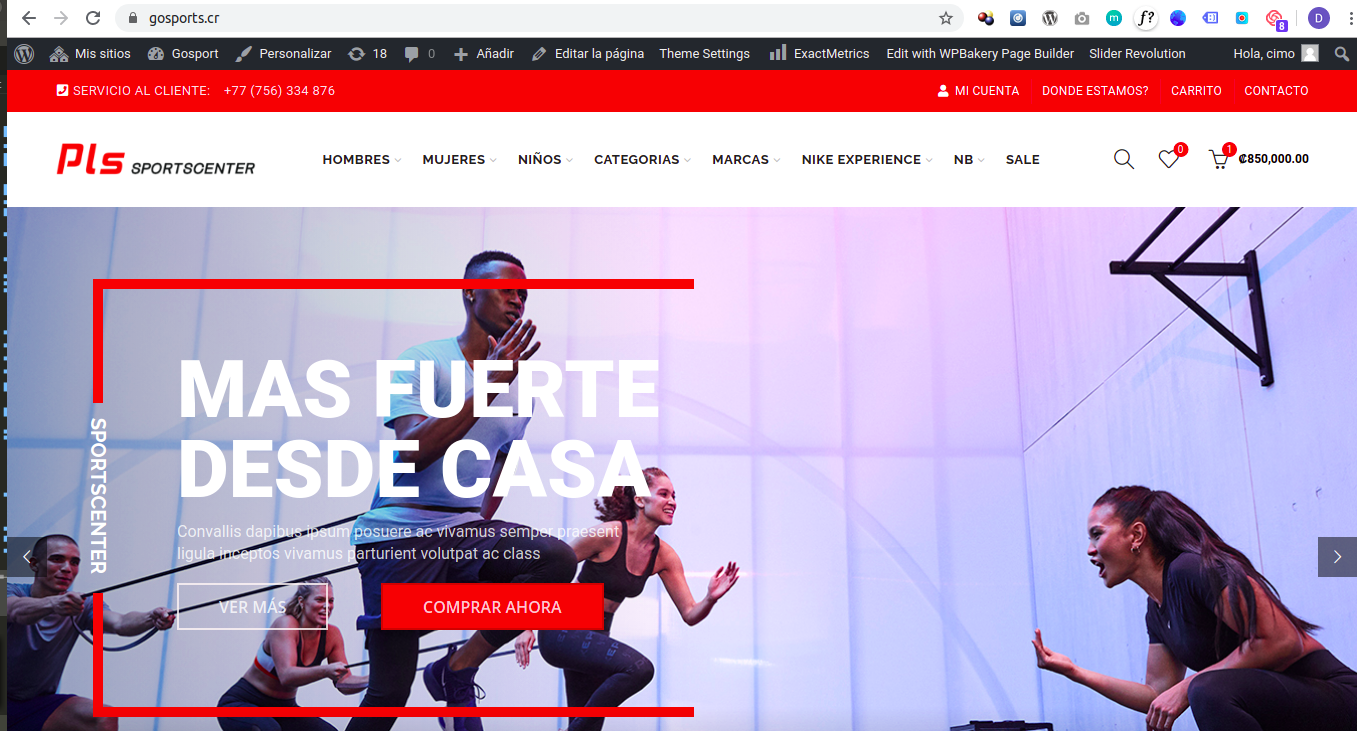 gosports.cr
f?
m
D
8
Mis sitios
Gosport
Personalizar
18
0
Añadir
Editar la página
Theme Settings
ExactMetrics
Edit with WPBakery Page Builder
Slider Revolution
Hola, cimo
SERVICIO AL CLIENTE: +77 (756) 334 876
MI CUENTA
DONDE ESTAMOS?
CARRITO
CONTACTO
Pls SPORTSCENTER
HOMBRES
MUJERES
NIÑOS
CATEGORIAS
MARCAS
NIKE EXPERIENCE
NB
SALE
0
1
₡850,000.00
MAS FUERTE
DESDE CASA
SPORTSCENTER
Convallis dapibus ipsum posuere ac vivamus semper praesent
ligula inceptos vivamus parturient volutpat ac class
VER MÁS
COMPRAR AHORA